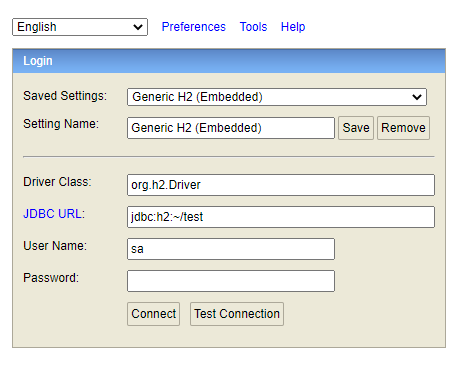 English Preferences Tools Help
Login
Saved Settings: Generic H2 (Embedded)
Setting Name: Generic H2 (Embedded) Save Remove
Driver Class: org.h2.Driver
JDBC URL: jdbc:h2:~/test
User Name: sa
Password:
Connect Test Connection